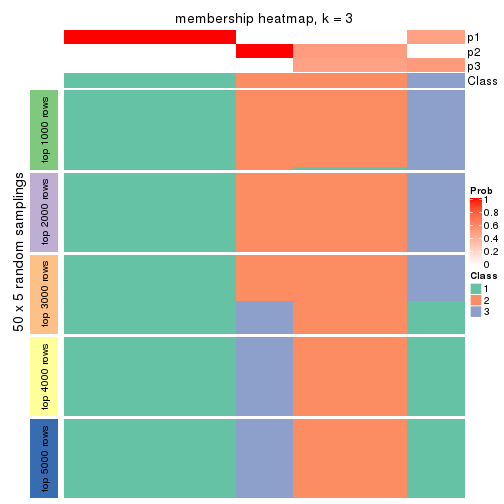 membership heatmap, k = 3
p1
p2
p3
Class
50 x 5 random samplings
top 1000 rows
top 2000 rows
top 3000 rows
top 4000 rows
top 5000 rows
Prob
1
0.8
0.6
0.4
0.2
0
Class
1
2
3